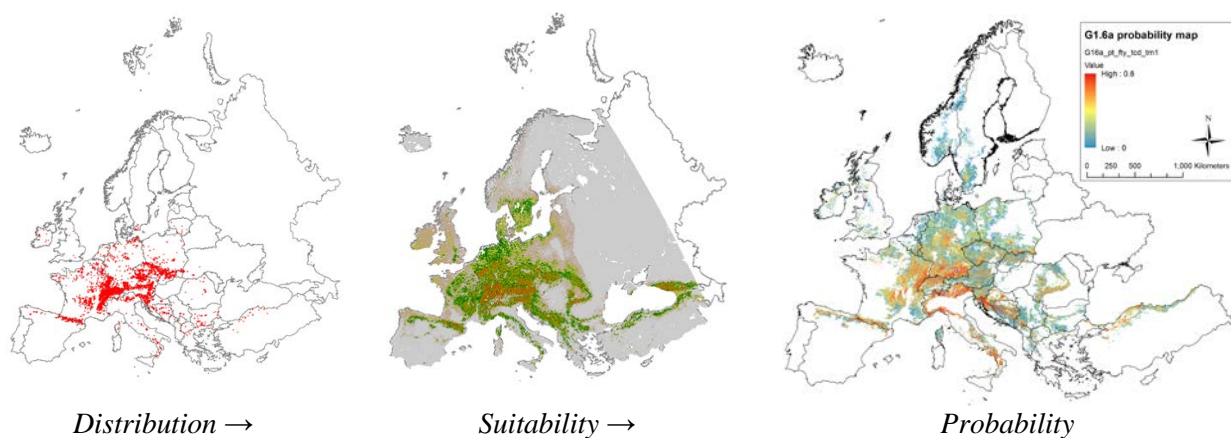 G1.6a probability map
G16a_pt_fty_tcd_tm1
Value
High : 0.8
Low : 0
N
0 250 500 1,000 Kilometers
Distribution →
Suitability →
Probability